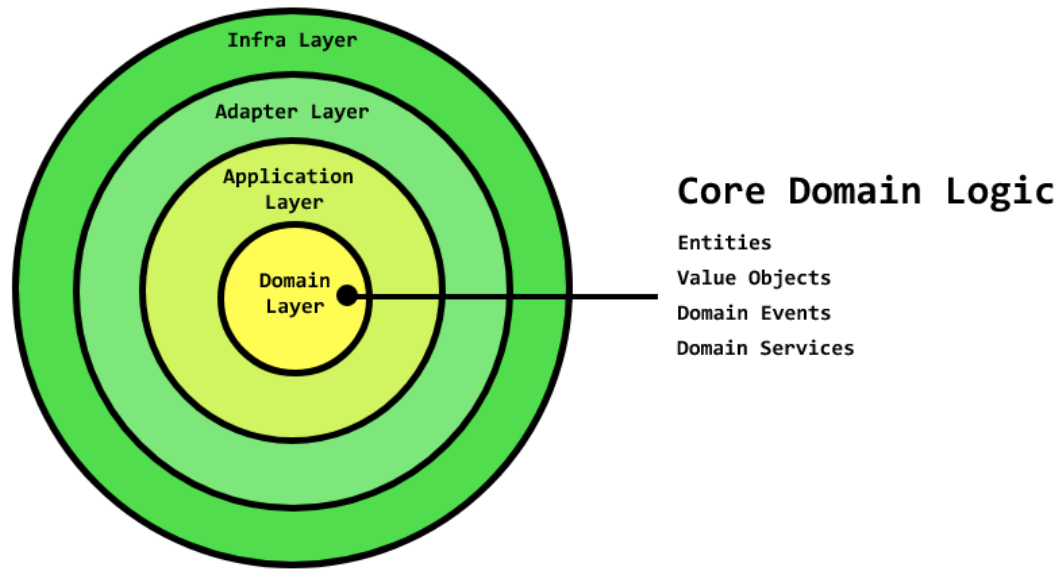 Infra Layer
Adapter Layer
Application
Layer
Domain
Layer
Core Domain Logic
Entities
Value Objects
Domain Events
Domain Services